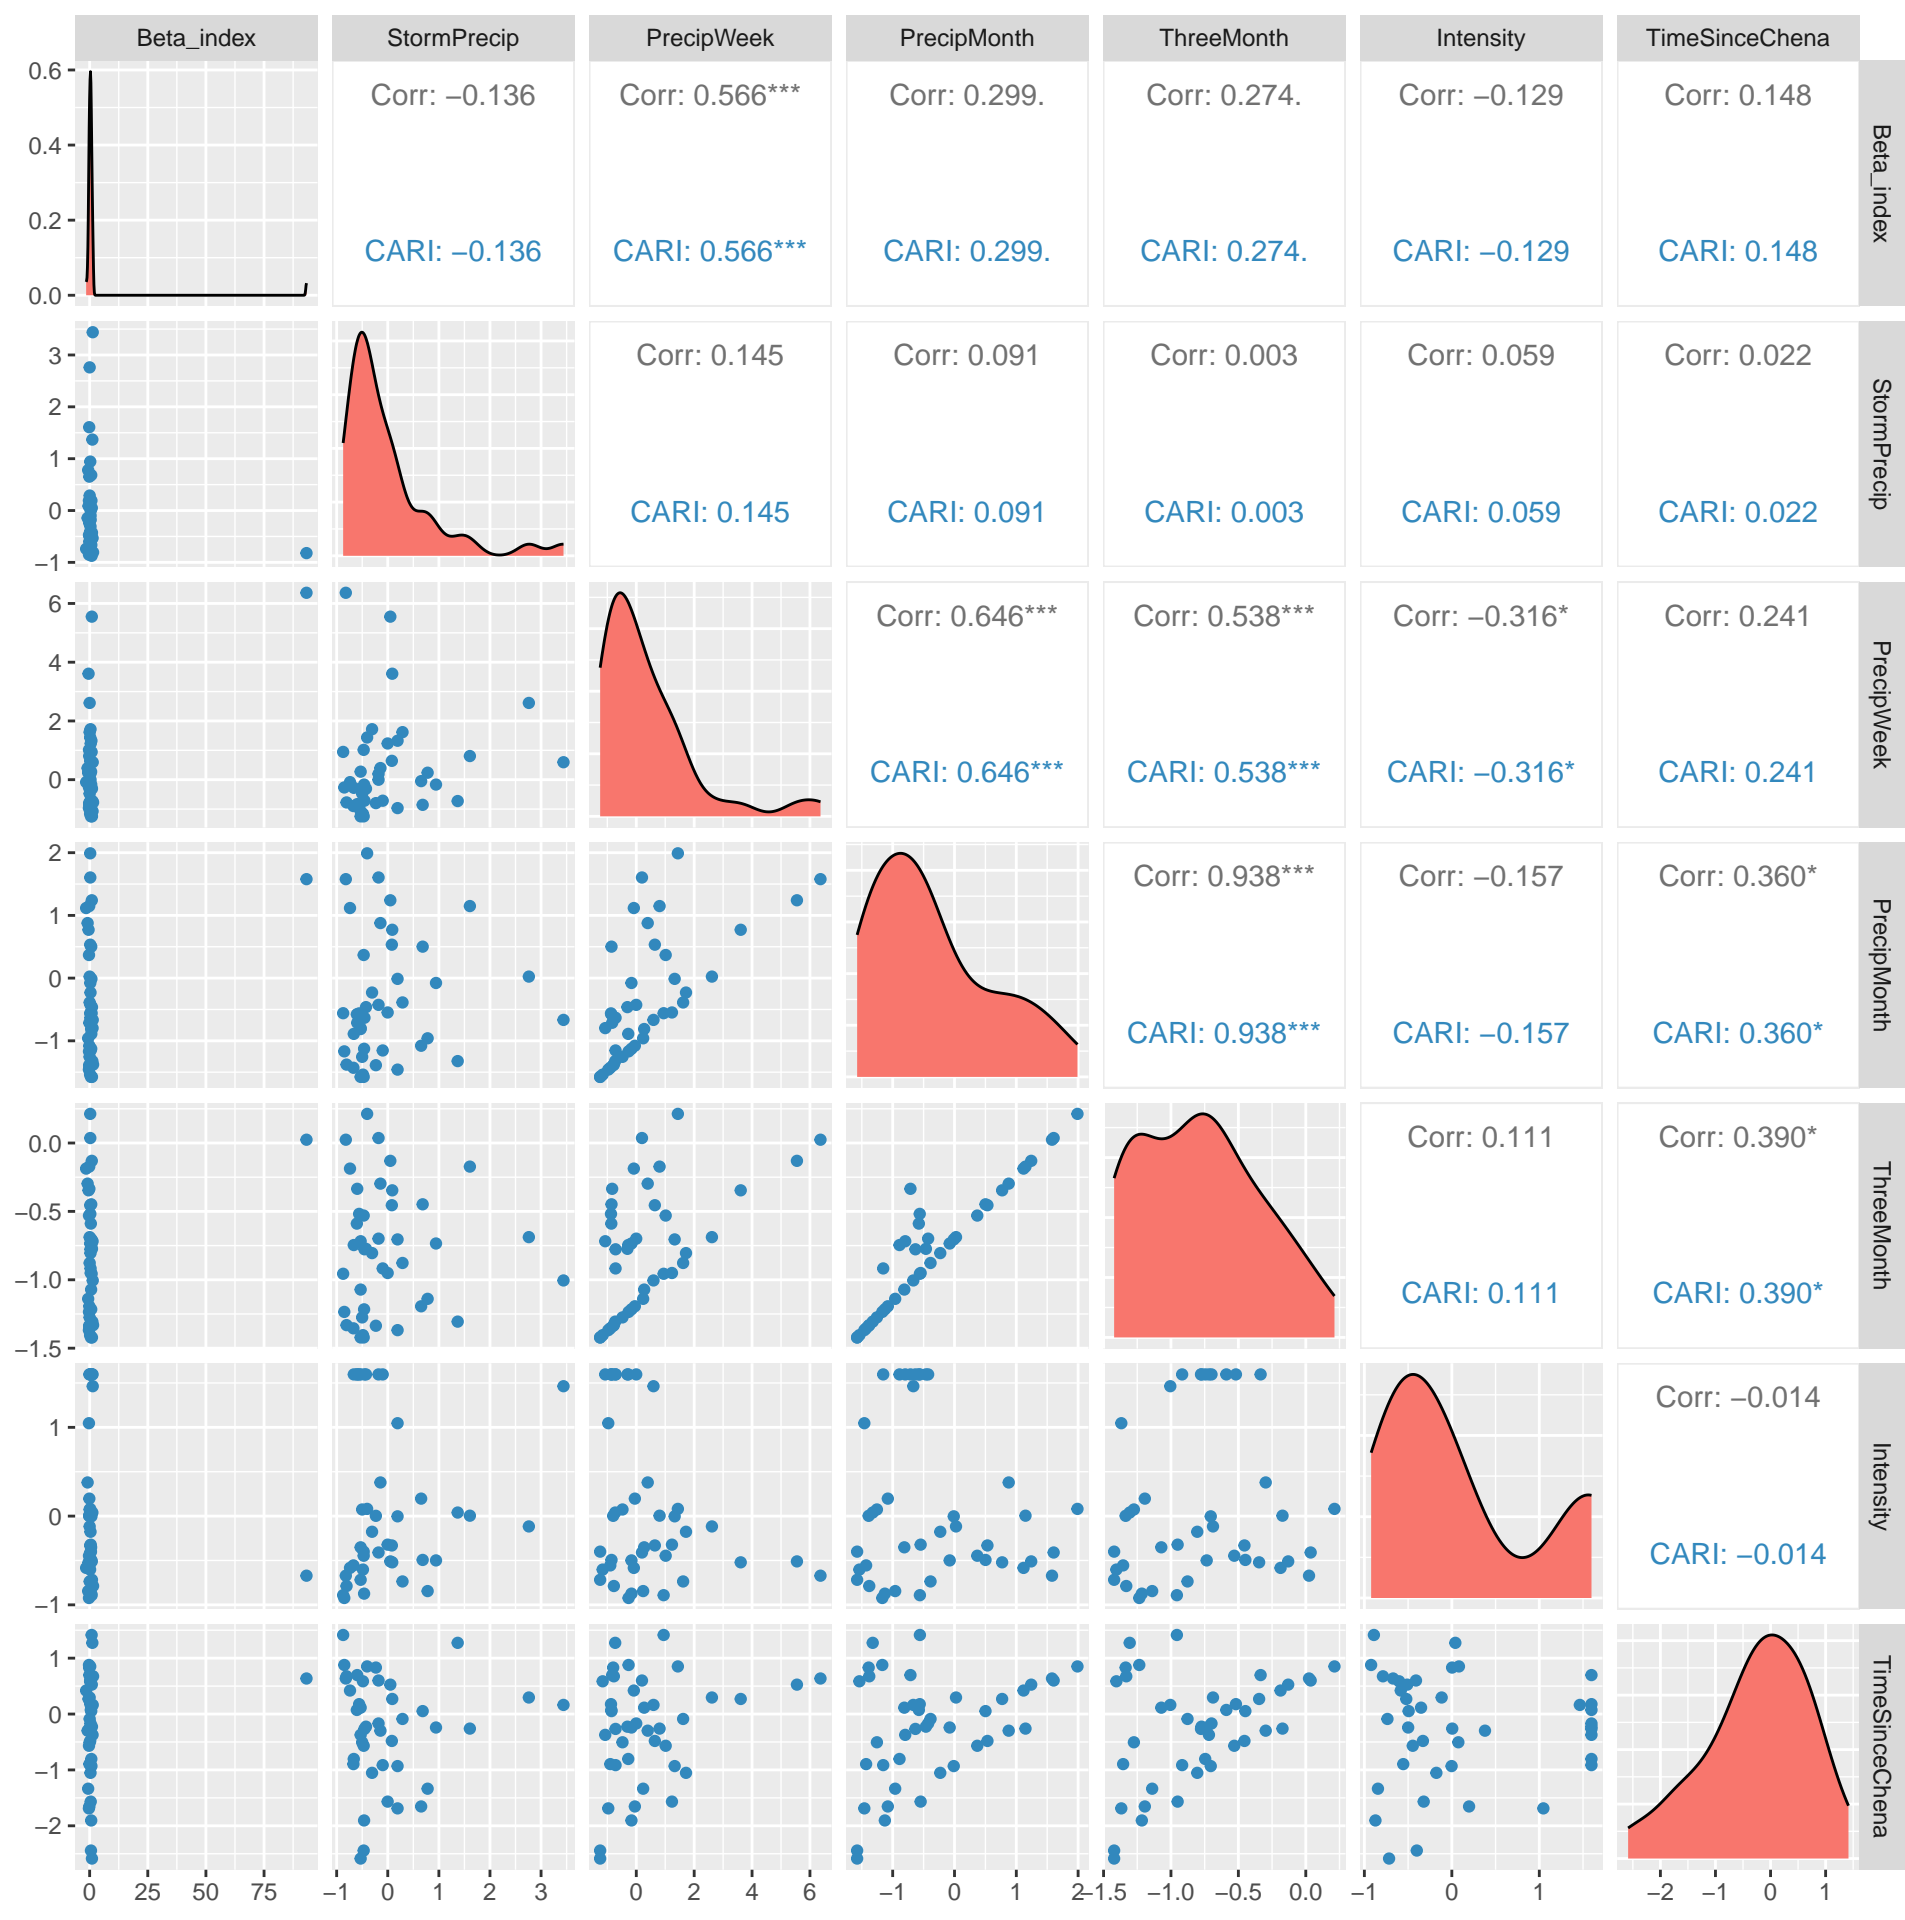 Beta_index StormPrecip PrecipWeek PrecipMonth ThreeMonth Intensity TimeSinceChena
0.6
0.4
0.2
0.0
Corr: −0.136 Corr: 0.566*** Corr: 0.299. Corr: 0.274. Corr: −0.129 Corr: 0.148
CARI: −0.136 CARI: 0.566*** CARI: 0.299. CARI: 0.274. CARI: −0.129 CARI: 0.148
Beta_index
3
2
1
0
−1
Corr: 0.145 Corr: 0.091 Corr: 0.003 Corr: 0.059 Corr: 0.022
CARI: 0.145 CARI: 0.091 CARI: 0.003 CARI: 0.059 CARI: 0.022
StormPrecip
6
4
2
0
Corr: 0.646*** Corr: 0.538*** Corr: −0.316* Corr: 0.241
CARI: 0.646*** CARI: 0.538*** CARI: −0.316* CARI: 0.241
PrecipWeek
2
1
0
−1
Corr: 0.938*** Corr: −0.157 Corr: 0.360*
CARI: 0.938*** CARI: −0.157 CARI: 0.360*
PrecipMonth
0.0
−0.5
−1.0
−1.5
Corr: 0.111 Corr: 0.390*
CARI: 0.111 CARI: 0.390*
ThreeMonth
1
0
−1
Corr: −0.014
CARI: −0.014
Intensity
1
0
−1
−2
TimeSinceChena
0 25 50 75 −1 0 1 2 3 0 2 4 6 −1 0 1 2 −1.5 −1.0 −0.5 0.0 −1 0 1 −2 −1 0 1